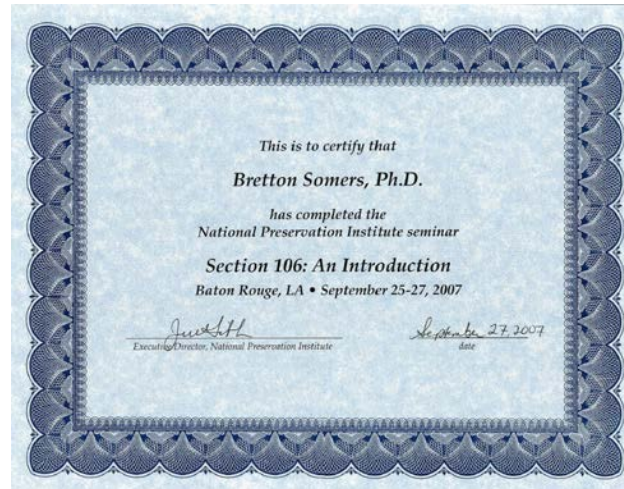 This is to certify that
Bretton Somers, Ph.D.
has completed the
National Preservation Institute seminar
Section 106: An Introduction
Baton Rouge, LA • September 25-27, 2007
September 27, 2007
Executive Director, National Preservation Institute
date